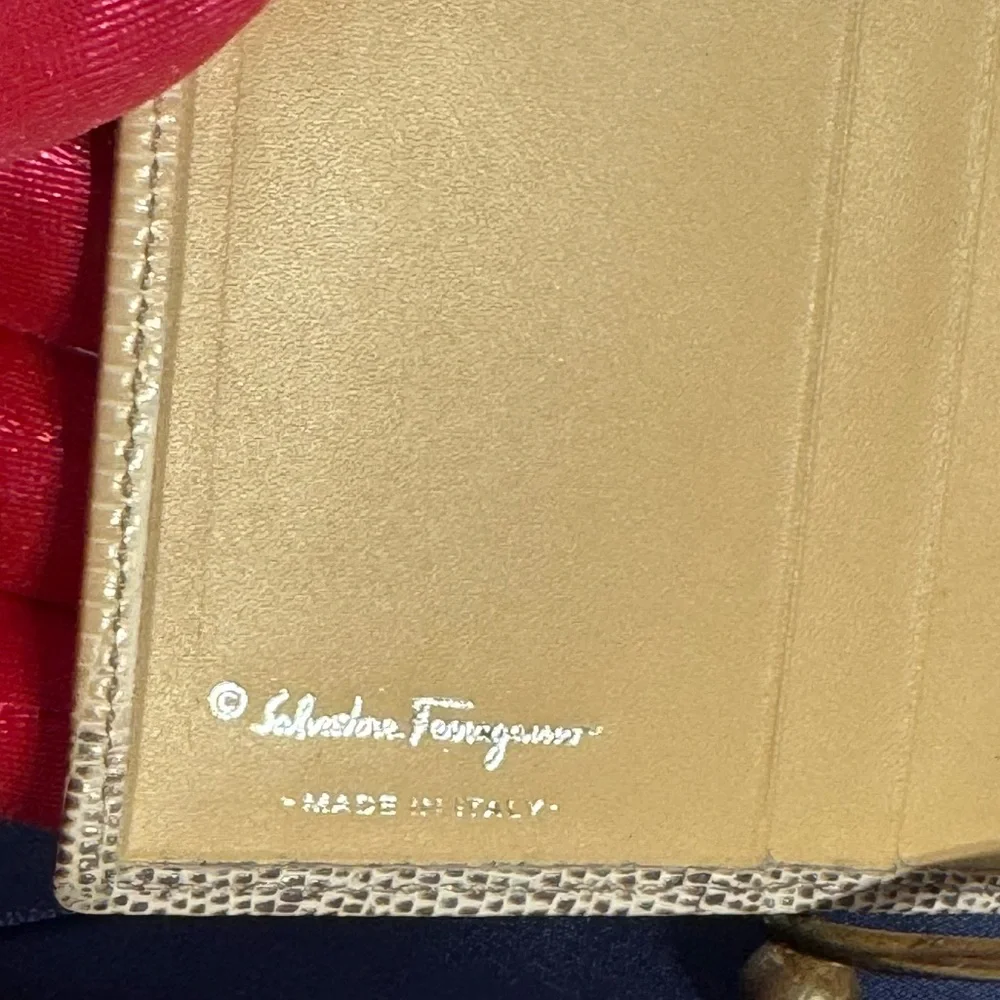 © Salvatore Ferragamo
-MADE IN ITALY-